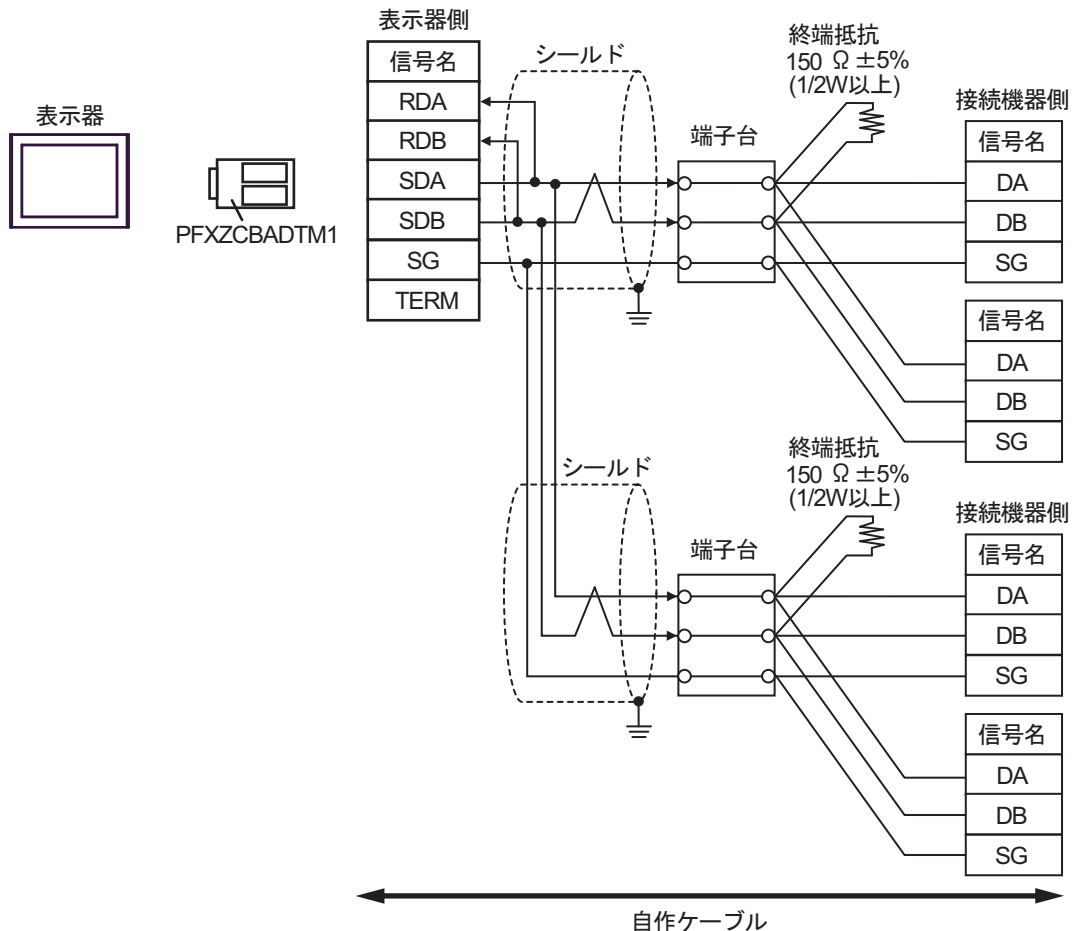 表示器
PFXZCBADTM1
表示器側
信号名
RDA
RDB
SDA
SDB
SG
TERM
シールド
端子台
終端抵抗
150 Ω ±5%
(1/2W以上)
接続機器側
信号名
DA
DB
SG
信号名
DA
DB
SG
シールド
端子台
終端抵抗
150 Ω ±5%
(1/2W以上)
接続機器側
信号名
DA
DB
SG
信号名
DA
DB
SG
自作ケーブル